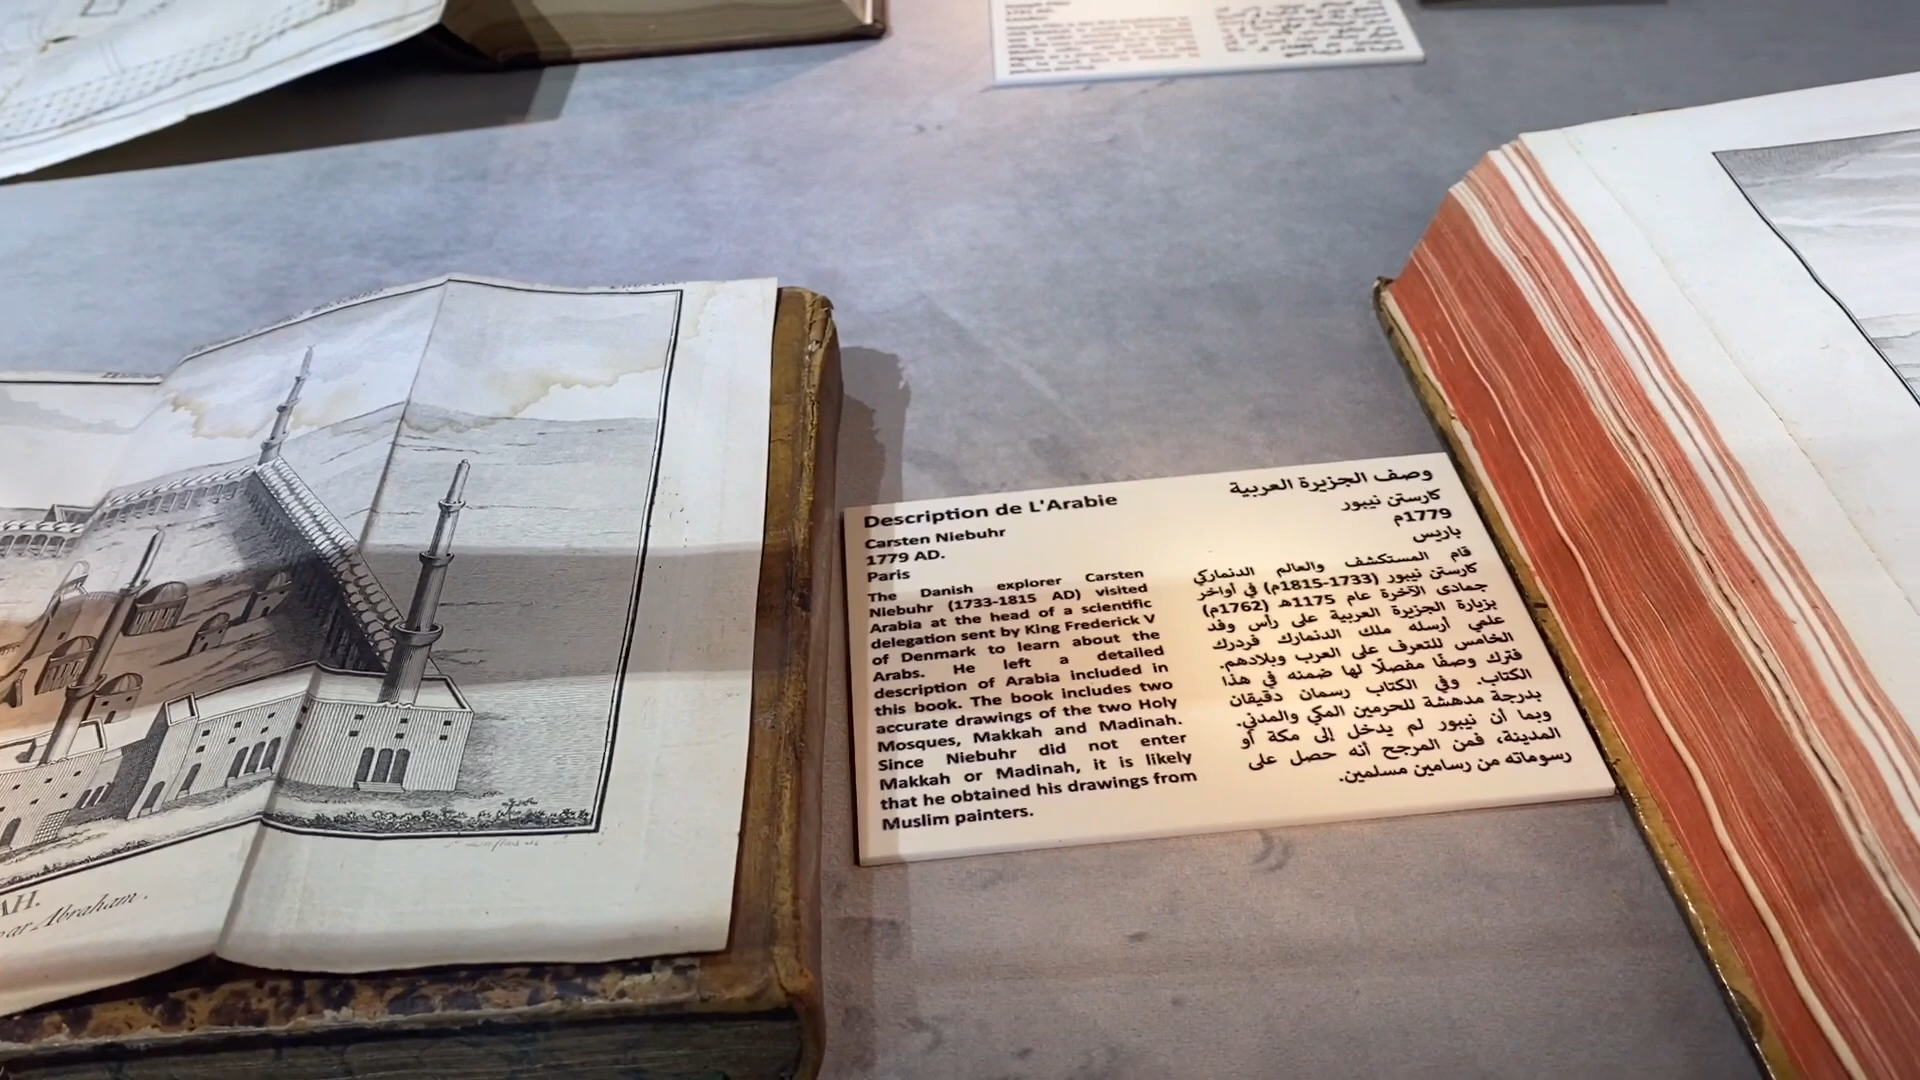 Description de L'Arabie
Carsten Niebuhr
1779 AD.
Paris
The Danish explorer Carsten
Niebuhr (1733-1815 AD) visited
Arabia at the head of a scientific
delegation sent by King Frederick V
of Denmark to learn about the
Arabs. He left a detailed
description of Arabia included in
this book. The book includes two
accurate drawings of the two Holy
Mosques, Makkah and Madinah.
Since Niebuhr did not enter
Makkah or Madinah, it is likely
that he obtained his drawings from
Muslim painters.
وصف الجزيرة العربية
كارستن نيبور
1779م
باريس
قام المستكشف والعالم الدنماركي
كارستن نيبور (1733-1815م) في أواخر
جمادى الآخرة عام 1175هـ (1762م)
بزيارة الجزيرة العربية على رأس وفد
علمي أرسله ملك الدنمارك فردرك
الخامس للتعرف على العرب وبلادهم.
فترك وصفًا مفصلًا لها ضمنه في هذا
الكتاب. وفي الكتاب رسمان دقيقان
بدرجة مدهشة للحرمين المكي والمدني.
وبما أن نيبور لم يدخل إلى مكة أو
المدينة، فمن المرجح أنه حصل على
رسوماته من رسامين مسلمين.
AH.
par Abraham.